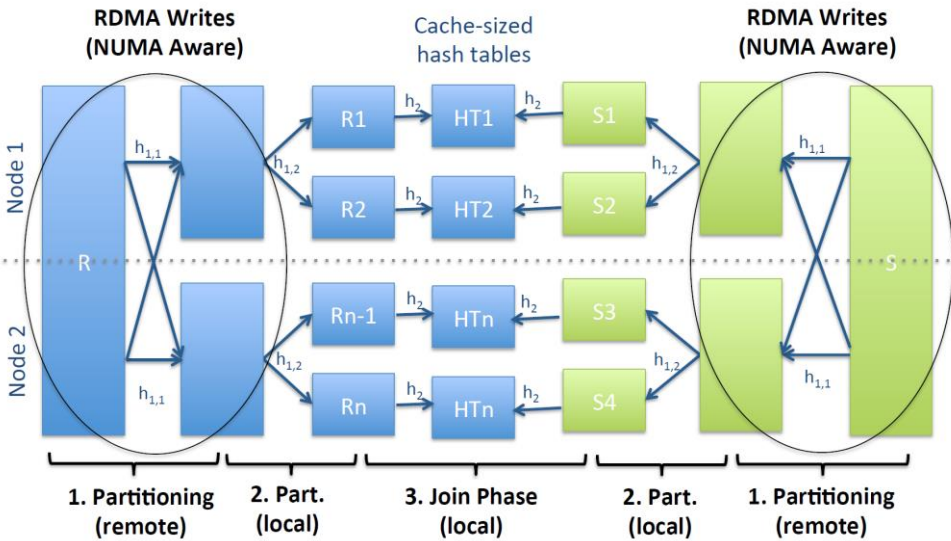 RDMA Writes
(NUMA Aware)
Cache-sized
hash tables
RDMA Writes
(NUMA Aware)
Node 1
R
h1,1
h1,2
R1
h2
HT1
h2
S1
R2
h2
HT2
h2
S2
h1,2
h1,1
S
Node 2
h1,1
h1,2
Rn-1
h2
HTn
h2
S3
Rn
h2
HTn
h2
S4
h1,2
h1,1
1. Partitioning
(remote)
2. Part.
(local)
3. Join Phase
(local)
2. Part.
(local)
1. Partitioning
(remote)